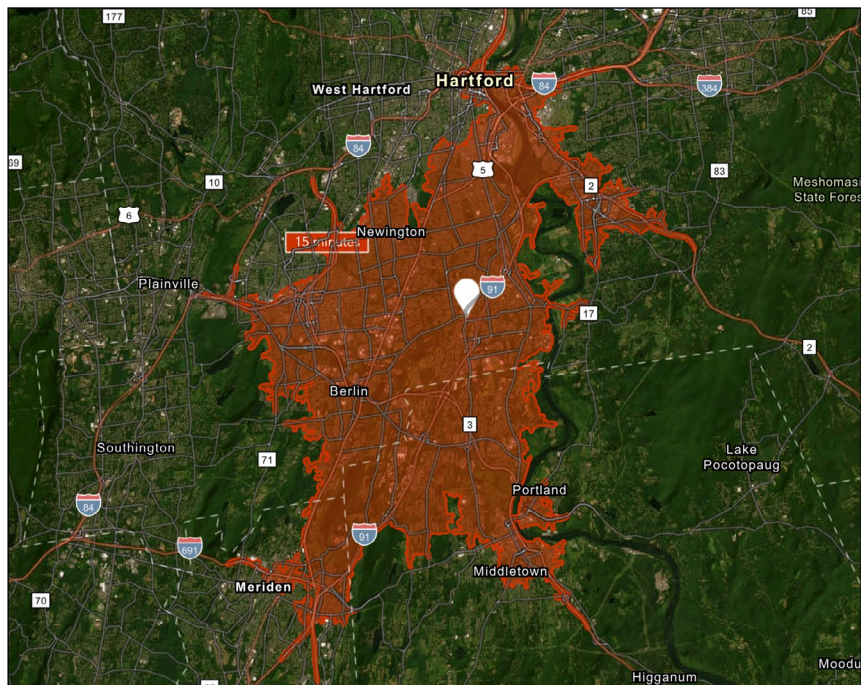 177
85
Hartford
West Hartford
84
384
84
69
5
83
10
2
Meshomasi
State Fores
6
Newington
15 minutes
Plainville
91
17
2
Berlin
3
Southington
71
Lake
Pocotopaug
Portland
84
91
691
Middletown
Meriden
70
Moodu
Higganum